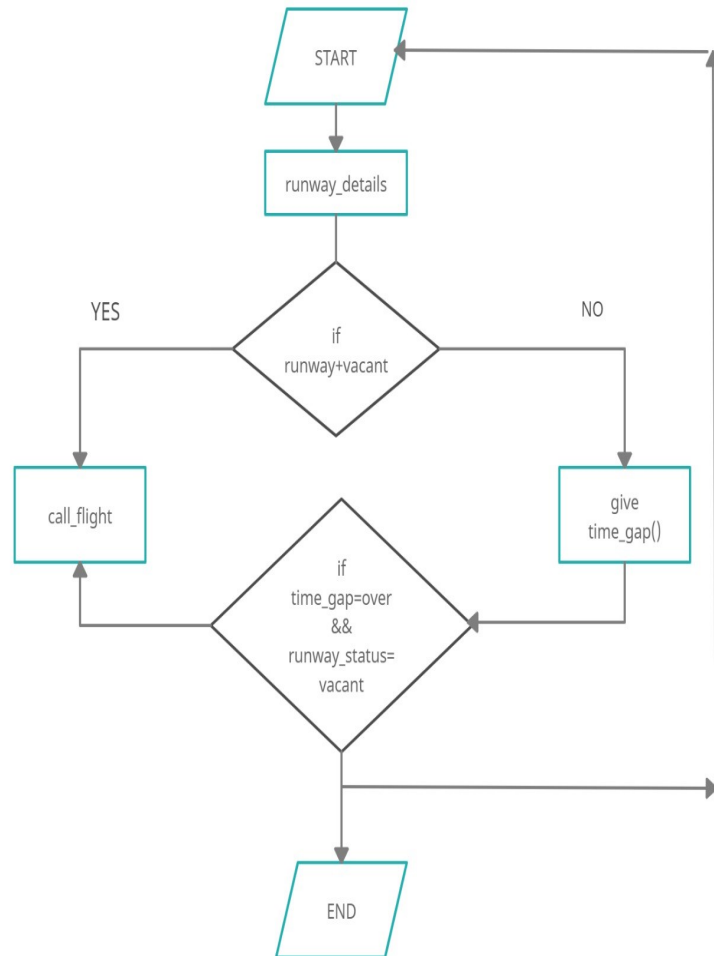 START
runway_details
YES
NO
if
runway+vacant
call_flight
give
time_gap()
if
time_gap=over
&&
runway_status=
vacant
END